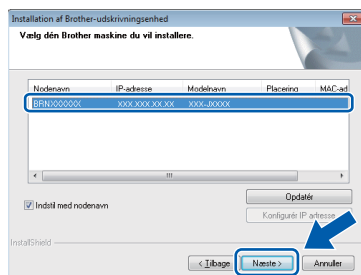 Installation af Brother-udskrivningsenhed
Vælg dén Brother maskine du vil installere.
Nodenavn IP-adresse Modelnavn Placering MAC-ad
BRNXXXXXX XXX.XXX.XX.XX XXX-JXXXX
Opdatér
Indstil med nodenavn
Konfigurér IP adresse
InstallShield
< Tilbage Næste > Annuller